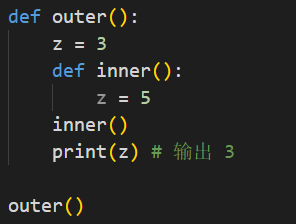 def outer():
    z = 3
    def inner():
        z = 5
    inner()
    print(z) # 输出 3

outer()